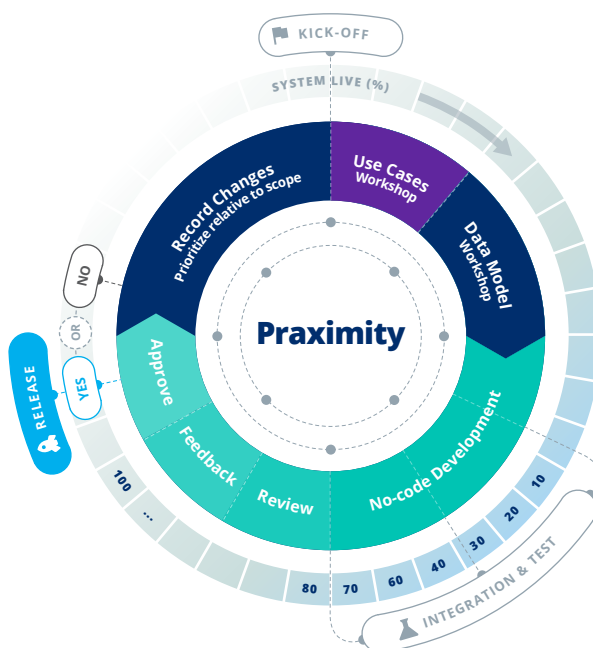 KICK-OFF
SYSTEM LIVE (%)
Use Cases
Workshop
Data Model
Workshop
No-code Development
Review
Feedback
Approve
Record Changes
Prioritize relative to scope
Praximity
NO
OR
YES
RELEASE
10
20
30
40
60
70
80
...
100
INTEGRATION & TEST